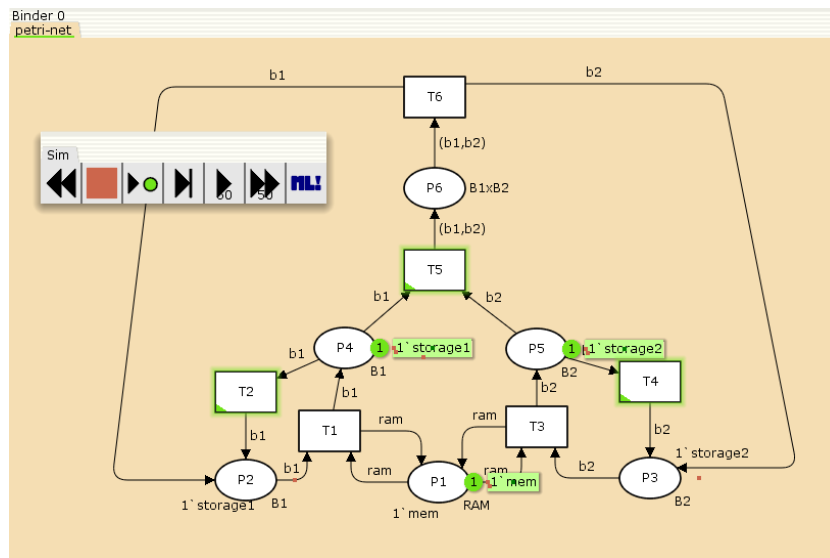 Binder 0
petri-net
b1
b2
T6
Sim
(b1,b2)
ML!
60
50
P6
B1xB2
(b1,b2)
T5
b1
b2
P4
1
1`storage1
P5
1
1`storage2
b1
B1
B2
b2
T2
T4
b1
b2
T1
ram
ram
T3
b1
b2
1`storage2
P2
b1
ram
P1
1
ram
1`mem
b2
P3
1`storage1
B1
1`mem
RAM
B2